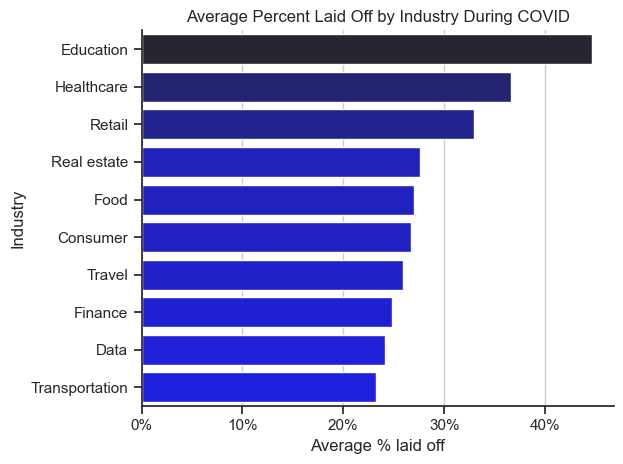 Average Percent Laid Off by Industry During COVID
Education
Healthcare
Retail
Real estate
Food
Consumer
Travel
Finance
Data
Transportation
Industry
0% 10% 20% 30% 40%
Average % laid off